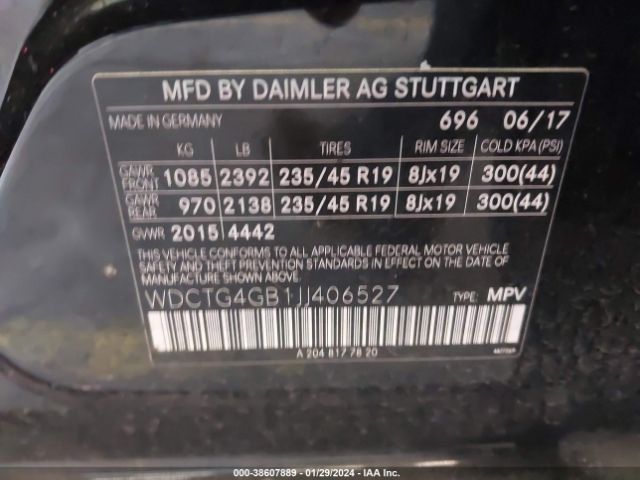 MFD BY DAIMLER AG STUTTGART
MADE IN GERMANY 696 06/17
KG LB TIRES RIM SIZE COLD KPA (PSI)
GAWR FRONT 1085 2392 235/45 R19 8Jx19 300(44)
GAWR REAR 970 2138 235/45 R19 8Jx19 300(44)
GVWR 2015 4442
THIS VEHICLE CONFORMS TO ALL APPLICABLE FEDERAL MOTOR VEHICLE
SAFETY AND THEFT PREVENTION STANDARDS IN EFFECT ON THE DATE OF
MANUFACTURE SHOWN ABOVE.
WDCTG4GB1JJ406527 TYPE: MPV
A 204 817 78 20
000-38607889 | 01/29/2024 | IAA Inc.